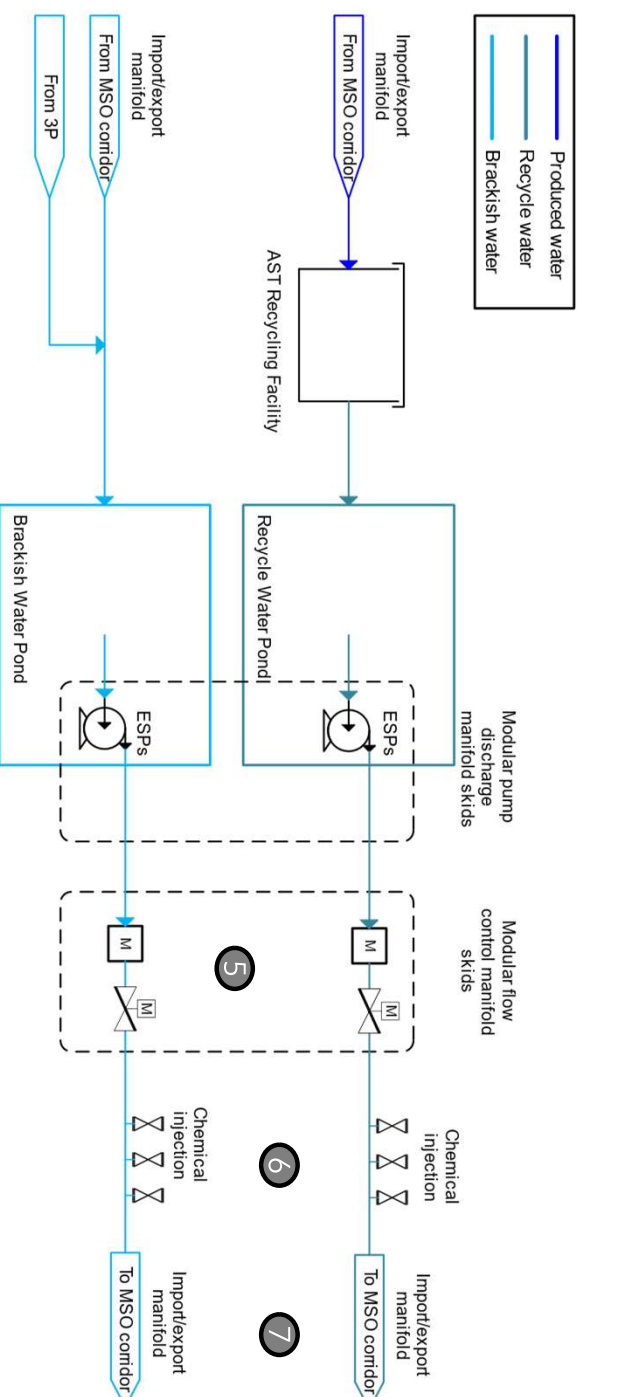 Produced water
Recycle water
Brackish water
Import/export
manifold
From MSO corridor
AST Recycling Facility
Recycle Water Pond
ESPs
Modular pump
discharge
manifold skids
Modular flow
control manifold
skids
M
M
Chemical
injection
Import/export
manifold
To MSO corridor
5
6
7
Import/export
manifold
From MSO corridor
From 3P
Brackish Water Pond
ESPs
M
M
Chemical
injection
Import/export
manifold
To MSO corridor